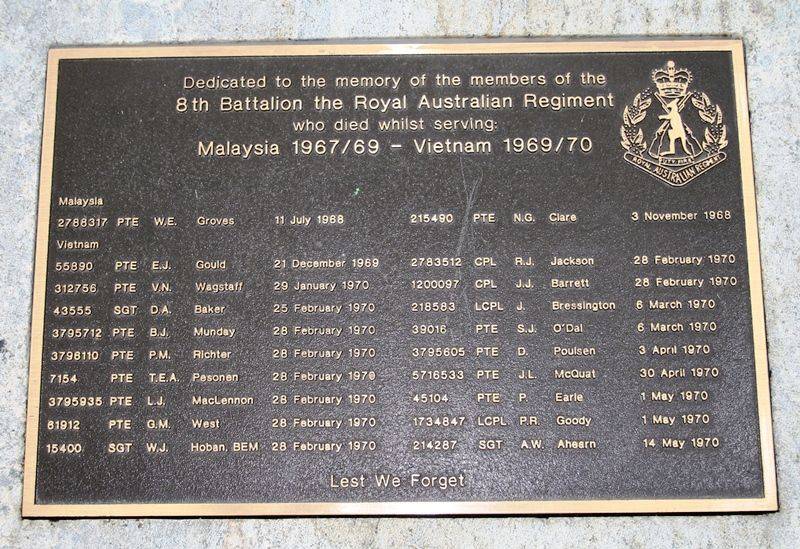 Dedicated to the memory of the members of the
8th Battalion the Royal Australian Regiment
who died whilst serving:
Malaysia 1967/69 - Vietnam 1969/70
DUTY FIRST
ROYAL AUSTRALIAN REGIMENT
Malaysia
2788317 PTE W.E. Groves 11 July 1988 215490 PTE N.G. Clare 3 November 1968
Vietnam
55890 PTE E.J. Gould 21 December 1969 2783512 CPL R.J. Jackson 28 February 1970
312756 PTE V.N. Wagstaff 29 January 1970 1200097 CPL J.J. Barrett 28 February 1970
43555 SGT D.A. Baker 25 February 1970 218583 LCPL J. Bressington 6 March 1970
3795712 PTE B.J. Munday 28 February 1970 39016 PTE S.J. O'Dal 6 March 1970
3798110 PTE P.M. Richter 28 February 1970 3795605 PTE D. Poulsen 3 April 1970
7154 PTE T.E.A. Pesonen 28 February 1970 5716533 PTE J.L. McQuat 30 April 1970
3795935 PTE L.J. MacLennon 28 February 1970 45104 PTE P. Earle 1 May 1970
61912 PTE G.M. West 28 February 1970 1734847 LCPL P.R. Goody 1 May 1970
15400 SGT W.J. Hoban, BEM 28 February 1970 214287 SGT A.W. Ahearn 14 May 1970
Lest We Forget